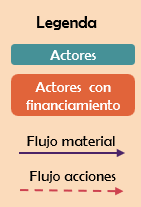 Legenda
Actores
Actores con
financiamiento
Flujo material
Flujo acciones